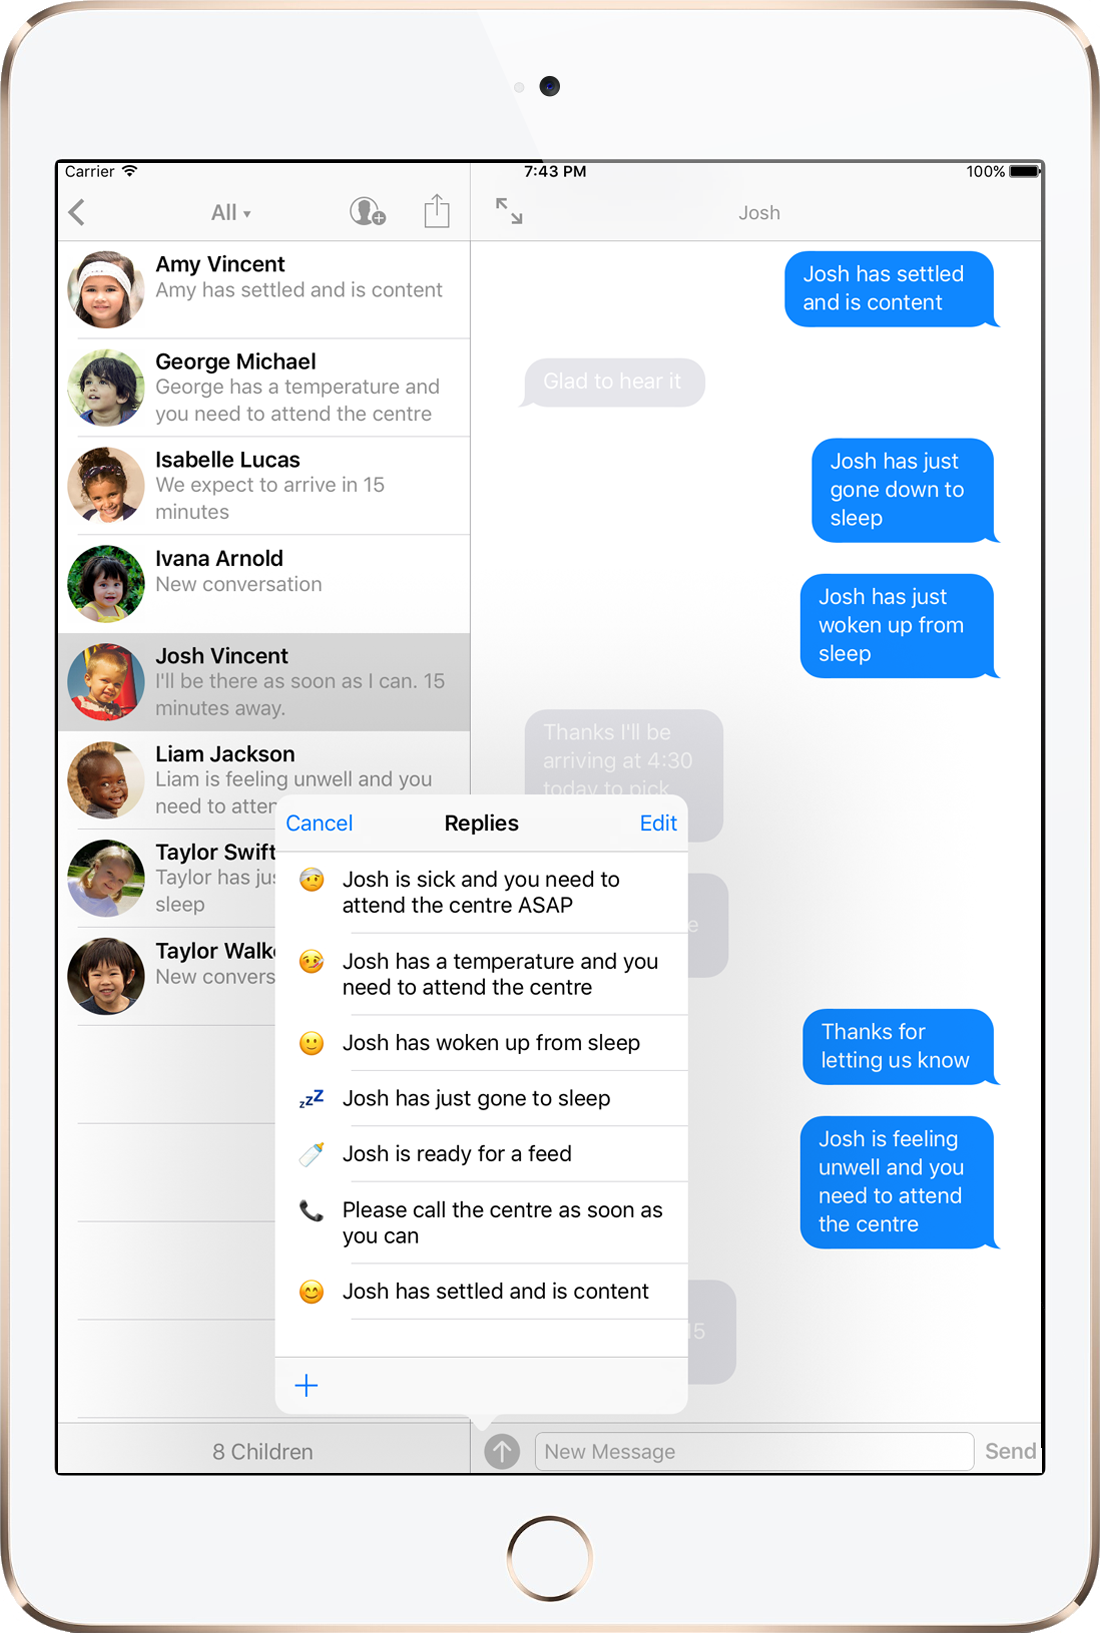 Carrier
7:43 PM
100%
All ▾
Josh
Amy Vincent
Amy has settled and is content
George Michael
George has a temperature and
you need to attend the centre
Isabelle Lucas
We expect to arrive in 15
minutes
Ivana Arnold
New conversation
Josh Vincent
I'll be there as soon as I can. 15
minutes away.
Liam Jackson
Liam is feeling unwell and you
need to atten
Taylor Swift
Taylor has jus
sleep
Taylor Walke
New convers
8 Children
Josh has settled
and is content
Glad to hear it
Josh has just
gone down to
sleep
Josh has just
woken up from
sleep
Thanks I'll be
arriving at 4:30
today to pick
e
Thanks for
letting us know
Josh is feeling
unwell and you
need to attend
the centre
15
Cancel
Replies
Edit
Josh is sick and you need to
attend the centre ASAP
Josh has a temperature and you
need to attend the centre
Josh has woken up from sleep
zzZ
Josh has just gone to sleep
Josh is ready for a feed
Please call the centre as soon as
you can
Josh has settled and is content
New Message
Send